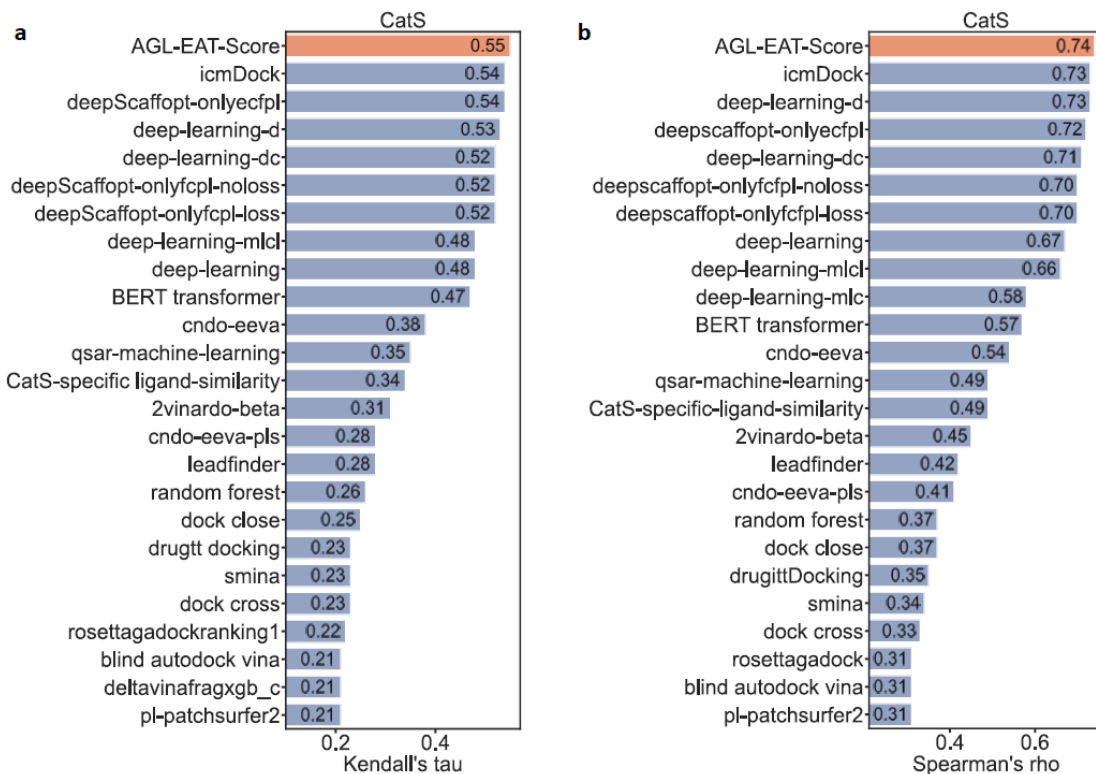 a
CatS
AGL-EAT-Score 0.55
icmDock 0.54
deepScaffopt-onlyecfpl 0.54
deep-learning-d 0.53
deep-learning-dc 0.52
deepScaffopt-onlyfcpl-noloss 0.52
deepScaffopt-onlyfcpl-loss 0.52
deep-learning-mlcl 0.48
deep-learning 0.48
BERT transformer 0.47
cndo-eeva 0.38
qsar-machine-learning 0.35
CatS-specific ligand-similarity 0.34
2vinardo-beta 0.31
cndo-eeva-pls 0.28
leadfinder 0.28
random forest 0.26
dock close 0.25
drugtt docking 0.23
smina 0.23
dock cross 0.23
rosettagadockranking1 0.22
blind autodock vina 0.21
deltavinafragxgb_c 0.21
pl-patchsurfer2 0.21
0.2 0.4
Kendall's tau
b
CatS
AGL-EAT-Score 0.74
icmDock 0.73
deep-learning-d 0.73
deepscaffopt-onlyecfpl 0.72
deep-learning-dc 0.71
deepscaffopt-onlyfcfpl-noloss 0.70
deepscaffopt-onlyfcfpl-loss 0.70
deep-learning 0.67
deep-learning-mlcl 0.66
deep-learning-mlc 0.58
BERT transformer 0.57
cndo-eeva 0.54
qsar-machine-learning 0.49
CatS-specific-ligand-similarity 0.49
2vinardo-beta 0.45
leadfinder 0.42
cndo-eeva-pls 0.41
random forest 0.37
dock close 0.37
drugittDocking 0.35
smina 0.34
dock cross 0.33
rosettagadock 0.31
blind autodock vina 0.31
pl-patchsurfer2 0.31
0.4 0.6
Spearman's rho